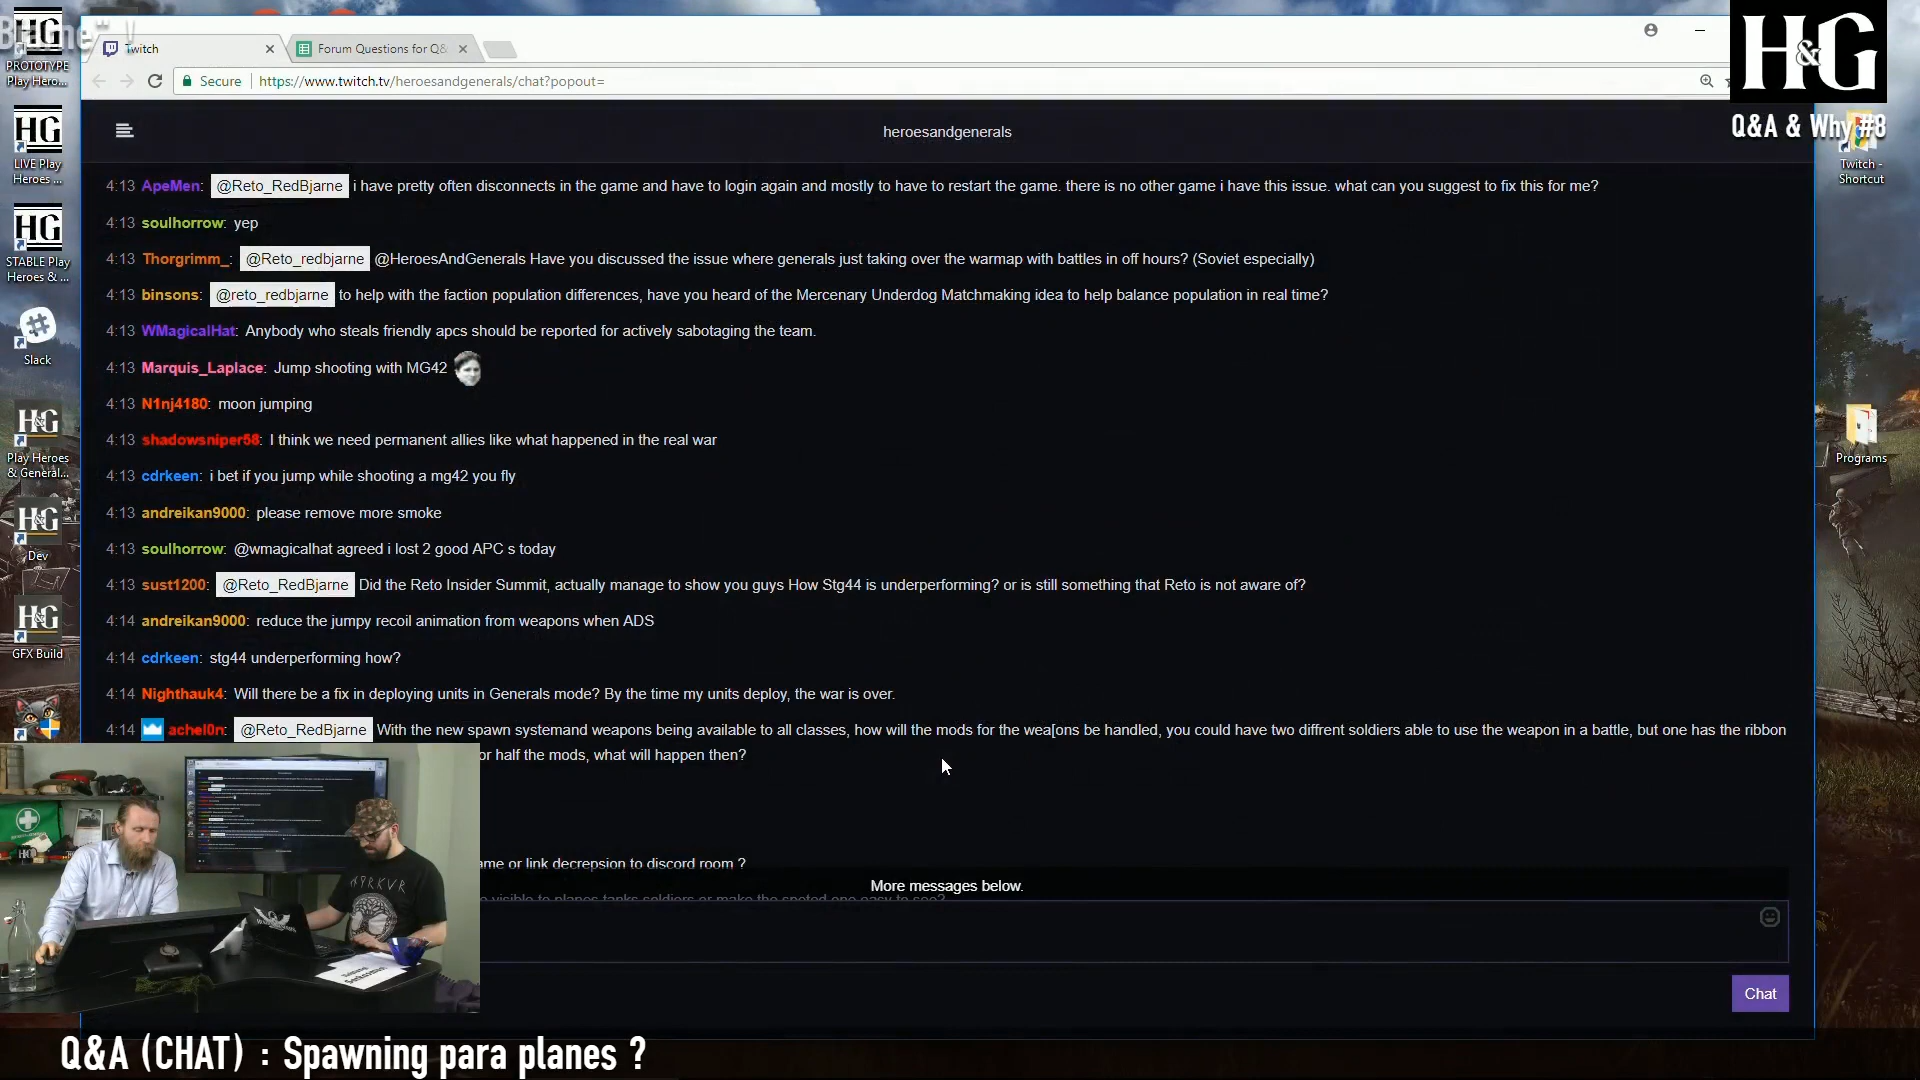 Twitch
Forum Questions for Q&
Secure
https://www.twitch.tv/heroesandgenerals/chat?popout=
H&G
Q&A & Why #8
PROTOTYPE
Play Hero...
LIVE Play
Heroes ...
STABLE Play
Heroes & ...
Slack
Play Heroes
& General...
Dev
GFX Build
Twitch -
Shortcut
Programs
heroesandgenerals
4:13 ApeMen: @Reto_RedBjarne i have pretty often disconnects in the game and have to login again and mostly to have to restart the game. there is no other game i have this issue. what can you suggest to fix this for me?
4:13 soulhorrow: yep
4:13 Thorgrimm_: @Reto_redbjarne @HeroesAndGenerals Have you discussed the issue where generals just taking over the warmap with battles in off hours? (Soviet especially)
4:13 binsons: @reto_redbjarne to help with the faction population differences, have you heard of the Mercenary Underdog Matchmaking idea to help balance population in real time?
4:13 WMagicalHat: Anybody who steals friendly apcs should be reported for actively sabotaging the team.
4:13 Marquis_Laplace: Jump shooting with MG42
4:13 N1nj4180: moon jumping
4:13 shadowsniper58: I think we need permanent allies like what happened in the real war
4:13 cdrkeen: i bet if you jump while shooting a mg42 you fly
4:13 andreikan9000: please remove more smoke
4:13 soulhorrow: @wmagicalhat agreed i lost 2 good APC s today
4:13 sust1200: @Reto_RedBjarne Did the Reto Insider Summit, actually manage to show you guys How Stg44 is underperforming? or is still something that Reto is not aware of?
4:14 andreikan9000: reduce the jumpy recoil animation from weapons when ADS
4:14 cdrkeen: stg44 underperforming how?
4:14 Nighthauk4: Will there be a fix in deploying units in Generals mode? By the time my units deploy, the war is over.
4:14 achel0n: @Reto_RedBjarne With the new spawn systemand weapons being available to all classes, how will the mods for the wea[ons be handled, you could have two diffrent soldiers able to use the weapon in a battle, but one has the ribbon
or half the mods, what will happen then?
ame or link decrepsion to discord room ?
visible to planes tanks soldiers or make the spoted one easy to see?
More messages below.
Chat
Q&A (CHAT) : Spawning para planes ?